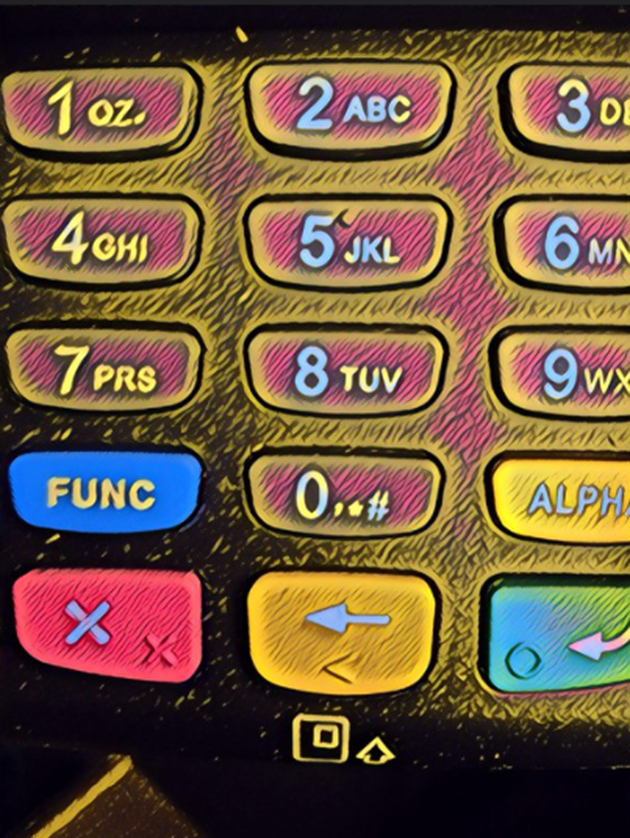 1 OZ. 2 ABC 3 DE
4 GHI 5 JKL 6 MN
7 PRS 8 TUV 9 WX
FUNC 0,*# ALPHA